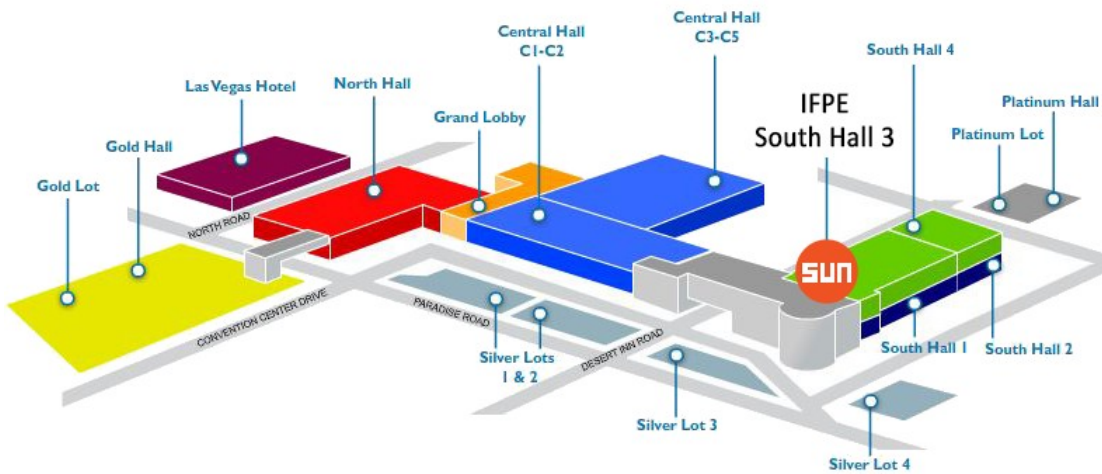 Central Hall
C1-C2
Central Hall
C3-C5
South Hall 4
Las Vegas Hotel
North Hall
IFPE
South Hall 3
Platinum Hall
Grand Lobby
Platinum Lot
Gold Hall
Gold Lot
NORTH ROAD
sun
CONVENTION CENTER DRIVE
PARADISE ROAD
DESERT INN ROAD
Silver Lots
1 & 2
South Hall 1
South Hall 2
Silver Lot 3
Silver Lot 4